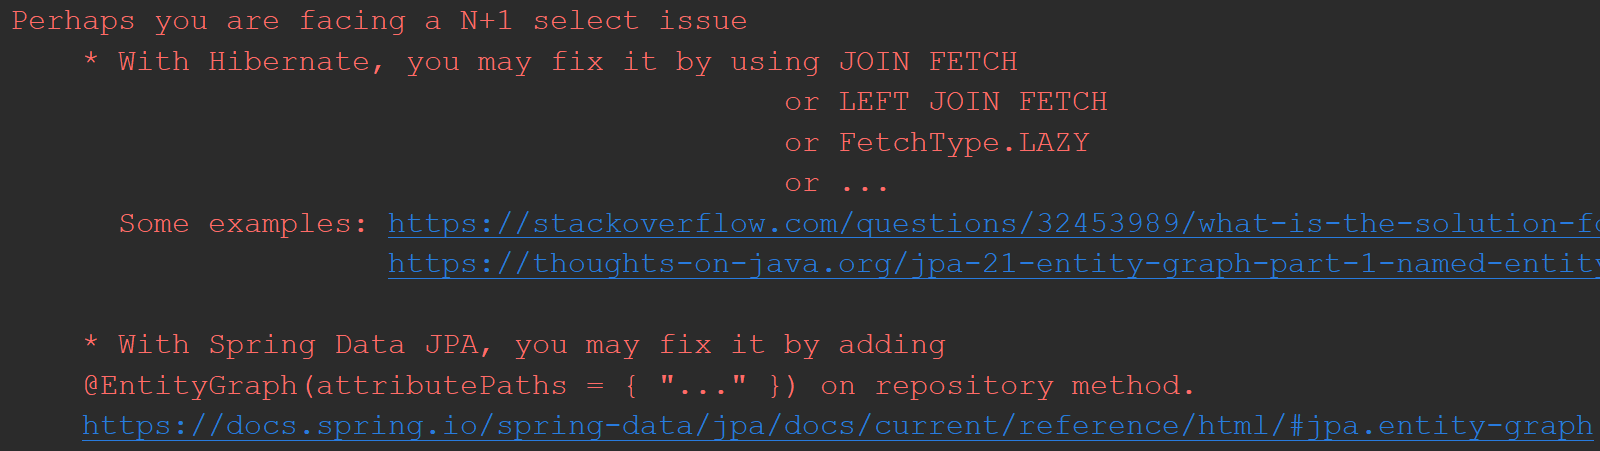 Perhaps you are facing a N+1 select issue
* With Hibernate, you may fix it by using JOIN FETCH
or LEFT JOIN FETCH
or FetchType.LAZY
or ...
Some examples: https://stackoverflow.com/questions/32453989/what-is-the-solution-fo
https://thoughts-on-java.org/jpa-21-entity-graph-part-1-named-entity
* With Spring Data JPA, you may fix it by adding
@EntityGraph(attributePaths = { "..." }) on repository method.
https://docs.spring.io/spring-data/jpa/docs/current/reference/html/#jpa.entity-graph